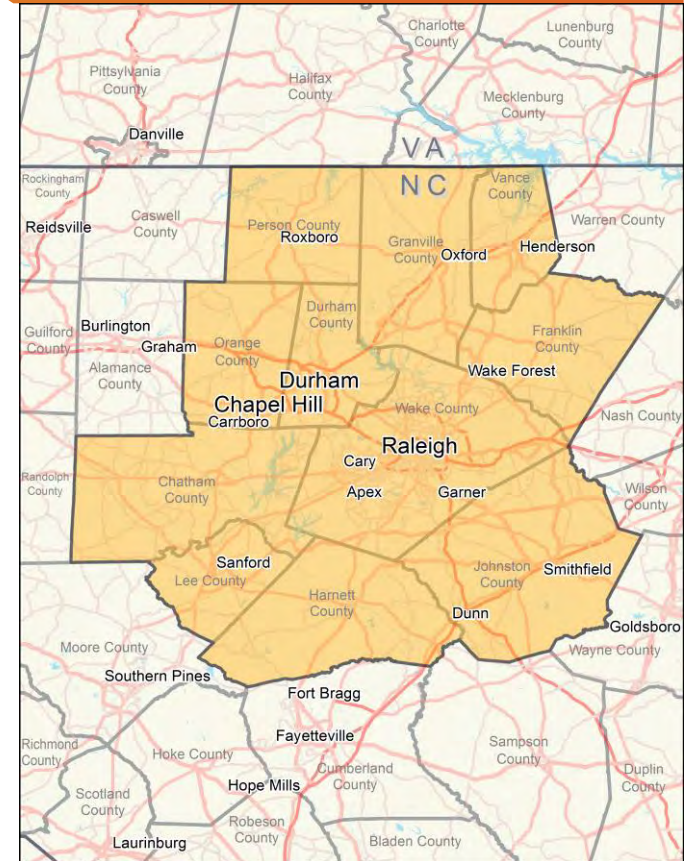 Charlotte
County
Lunenburg
County
Pittsylvania
County
Halifax
County
Mecklenburg
County
Danville
VA
NC
Rockingham
County
Caswell
County
Person County
Roxboro
Granville
County
Oxford
Vance
County
Henderson
Warren County
Reidsville
Guilford
County
Burlington
Graham
Alamance
County
Orange
County
Durham
County
Franklin
County
Wake Forest
Durham
Chapel Hill
Carrboro
Wake County
Raleigh
Nash County
Cary
Apex
Garner
Randolph
County
Chatham
County
Wilson
County
Sanford
Lee County
Harnett
County
Johnston
County
Smithfield
Dunn
Goldsboro
Wayne County
Moore County
Southern Pines
Fort Bragg
Fayetteville
Richmond
County
Hoke County
Cumberland
County
Sampson
County
Duplin
County
Hope Mills
Scotland
County
Robeson
County
Laurinburg
Bladen County